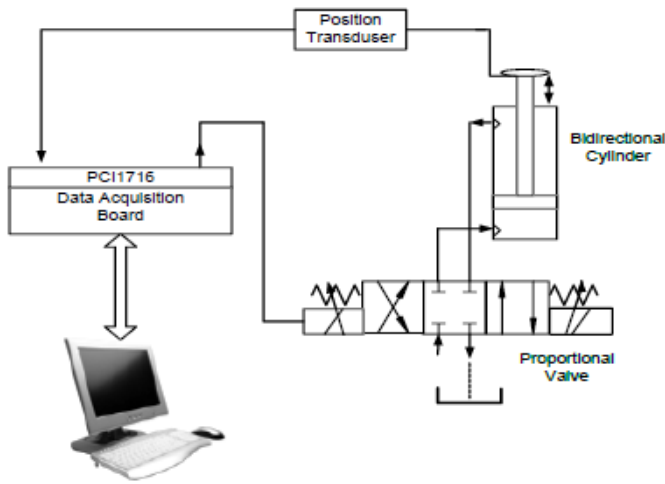 Position
Transduser
Bidirectional
Cylinder
PCI1716
Data Acquisition
Board
Proportional
Valve